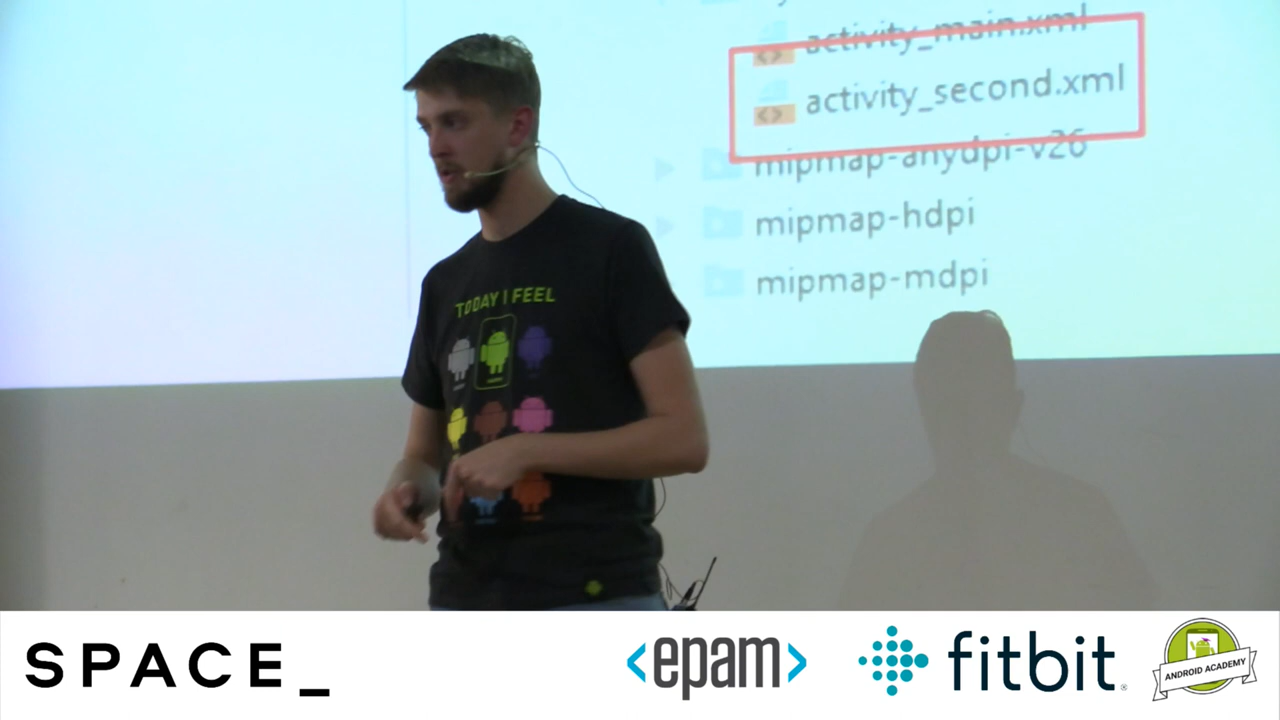 activity_main.xml
activity_second.xml
mipmap-anydpi-v26
mipmap-hdpi
mipmap-mdpi
TODAY I FEEL
SPACE_
<epam>
fitbit
ANDROID ACADEMY